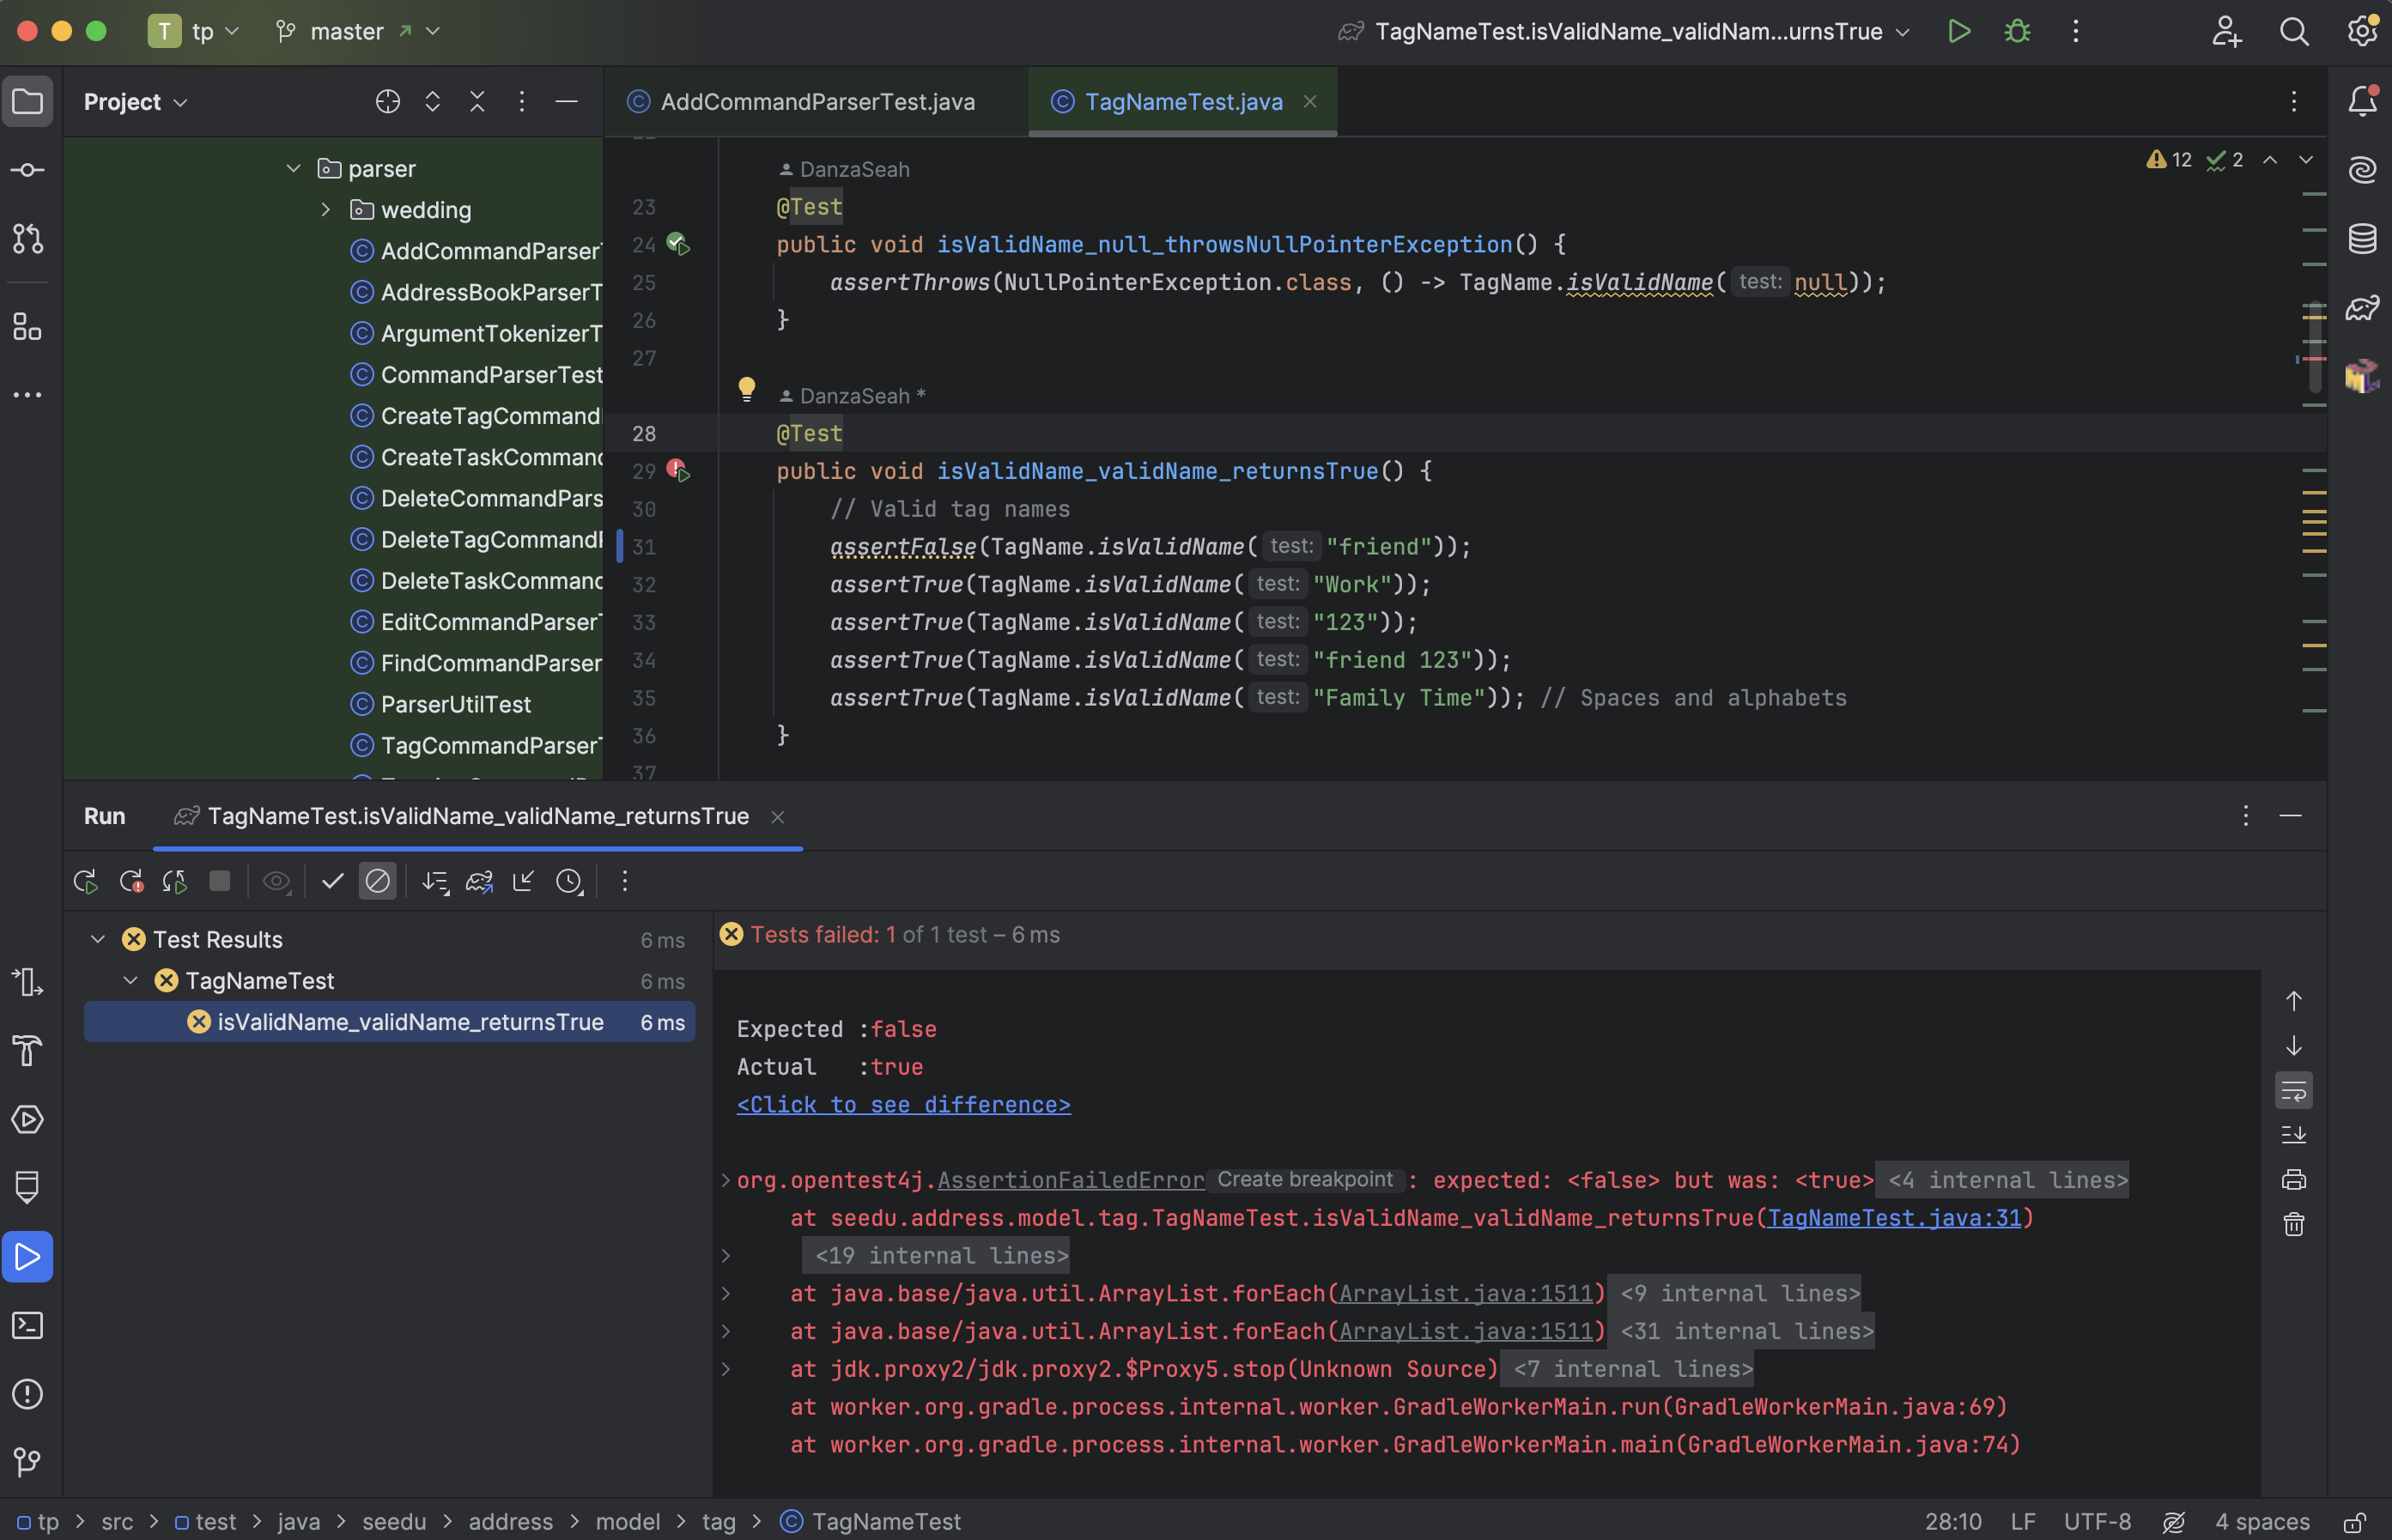 T tp master TagNameTest.isValidName_validNam...urnsTrue
Project AddCommandParserTest.java TagNameTest.java
parser
wedding
AddCommandParserT
AddressBookParserT
ArgumentTokenizerT
CommandParserTest
CreateTagCommand
CreateTaskCommand
DeleteCommandPars
DeleteTagCommandF
DeleteTaskCommand
EditCommandParserT
FindCommandParser
ParserUtilTest
TagCommandParserT
12 2
DanzaSeah
23 @Test
24 public void isValidName_null_throwsNullPointerException() {
25 assertThrows(NullPointerException.class, () -> TagName.isValidName( test: null));
26 }
27
DanzaSeah *
28 @Test
29 public void isValidName_validName_returnsTrue() {
30 // Valid tag names
31 assertFalse(TagName.isValidName( test: "friend"));
32 assertTrue(TagName.isValidName( test: "Work"));
33 assertTrue(TagName.isValidName( test: "123"));
34 assertTrue(TagName.isValidName( test: "friend 123"));
35 assertTrue(TagName.isValidName( test: "Family Time")); // Spaces and alphabets
36 }
37
Run TagNameTest.isValidName_validName_returnsTrue
Test Results 6 ms
TagNameTest 6 ms
isValidName_validName_returnsTrue 6 ms
Tests failed: 1 of 1 test – 6 ms
Expected :false
Actual :true
<Click to see difference>
org.opentest4j.AssertionFailedError Create breakpoint : expected: <false> but was: <true> <4 internal lines>
at seedu.address.model.tag.TagNameTest.isValidName_validName_returnsTrue(TagNameTest.java:31)
<19 internal lines>
at java.base/java.util.ArrayList.forEach(ArrayList.java:1511) <9 internal lines>
at java.base/java.util.ArrayList.forEach(ArrayList.java:1511) <31 internal lines>
at jdk.proxy2/jdk.proxy2.$Proxy5.stop(Unknown Source) <7 internal lines>
at worker.org.gradle.process.internal.worker.GradleWorkerMain.run(GradleWorkerMain.java:69)
at worker.org.gradle.process.internal.worker.GradleWorkerMain.main(GradleWorkerMain.java:74)
tp > src > test > java > seedu > address > model > tag > TagNameTest 28:10 LF UTF-8 4 spaces